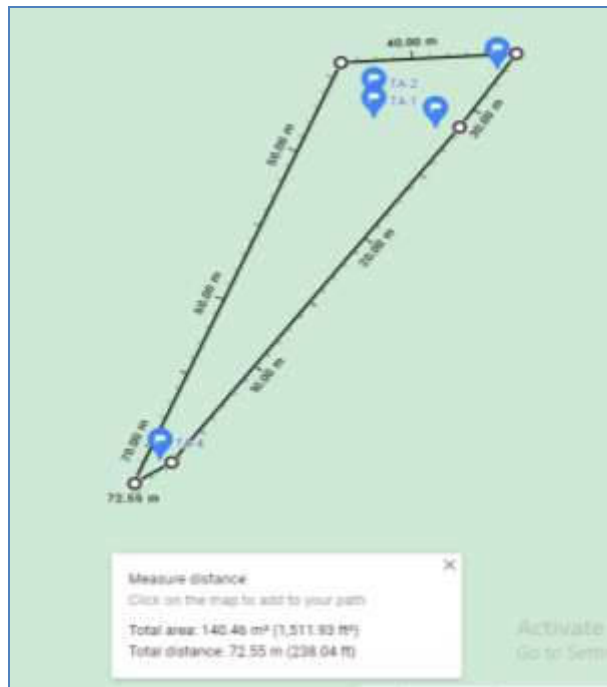 40.00 m
TA-2
TA-1
30.00 m
50.00 m
20.00 m
60.00 m
10.00 m
70.00 m
TA-4
72.55 m
Measure distance
Click on the map to add to your path
Total area: 140.46 m² (1,511.93 ft²)
Total distance: 72.55 m (238.04 ft)
Activate
Go to Setti